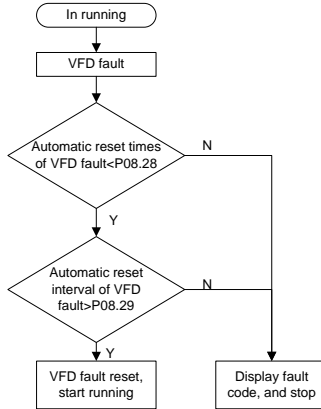 In running
VFD fault
Automatic reset times
of VFD fault<P08.28
N
Y
Automatic reset
interval of VFD
fault>P08.29
N
Y
VFD fault reset,
start running
Display fault
code, and stop